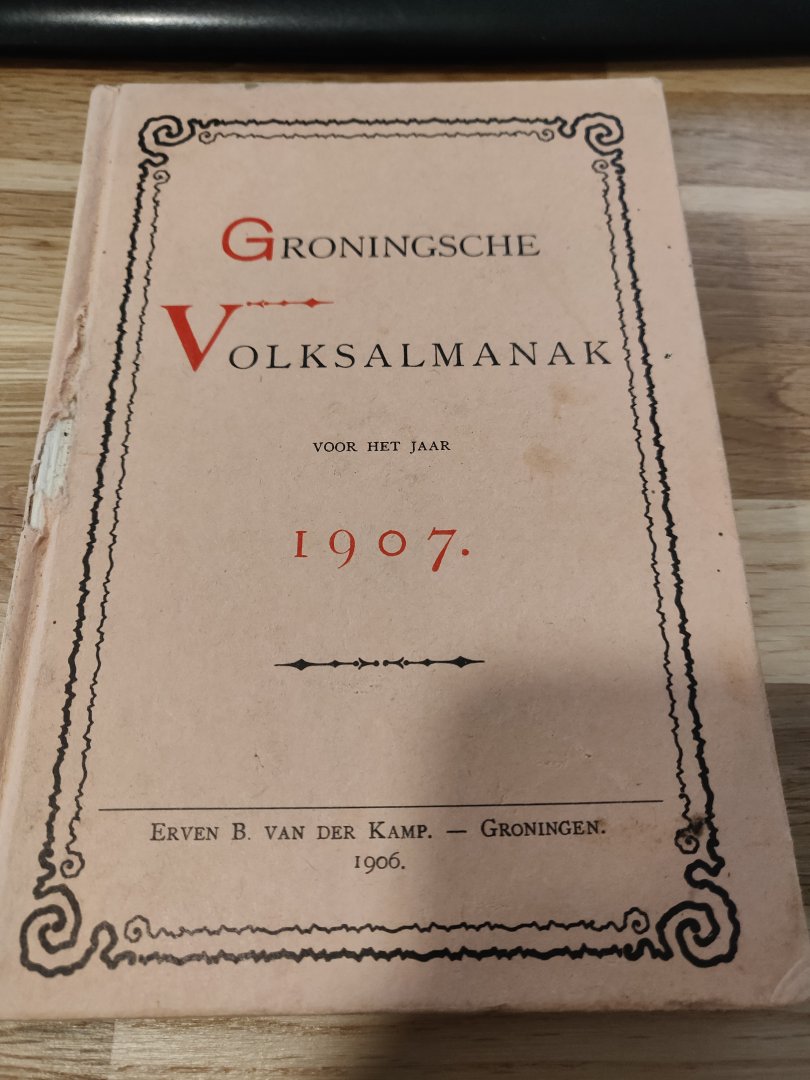 GRONINGSCHE
VOLKSALMANAK
VOOR HET JAAR
1907.
ERVEN B. VAN DER KAMP. — GRONINGEN.
1906.